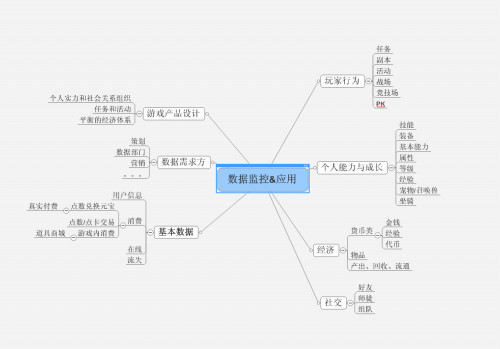 数据监控&应用
游戏产品设计
个人实力和社会关系组织
任务和活动
平衡的经济体系
数据需求方
策划
数据部门
营销
。。。
基本数据
用户信息
消费
点数兑换元宝
真实付费
点数/点卡交易
游戏内消费
道具商城
在线
流失
玩家行为
任务
副本
活动
战场
竞技场
PK
个人能力与成长
技能
装备
基本能力
属性
等级
经验
宠物/召唤兽
坐骑
经济
货币类
金钱
经验
代币
物品
产出、回收、流通
社交
好友
师徒
组队